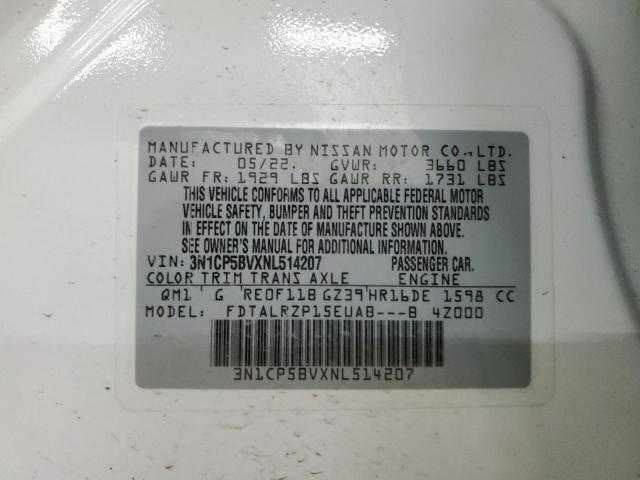 MANUFACTURED BY NISSAN MOTOR CO.,LTD.
DATE: 05/22. GVWR: 3660 LBS
GAWR FR: 1929 LBS GAWR RR: 1731 LBS
THIS VEHICLE CONFORMS TO ALL APPLICABLE FEDERAL MOTOR
VEHICLE SAFETY, BUMPER AND THEFT PREVENTION STANDARDS
IN EFFECT ON THE DATE OF MANUFACTURE SHOWN ABOVE.
SEE OWNER'S MANUAL FOR ADDITIONAL INFORMATION.
VIN: 3N1CP5BVXNL514207 PASSENGER CAR.
COLOR TRIM TRANS AXLE ENGINE
QM1 G RE0F11B GZ39 HR16DE 1598 CC
MODEL: FDTALRZP15EUAB---B 4Z000
3N1CP5BVXNL514207